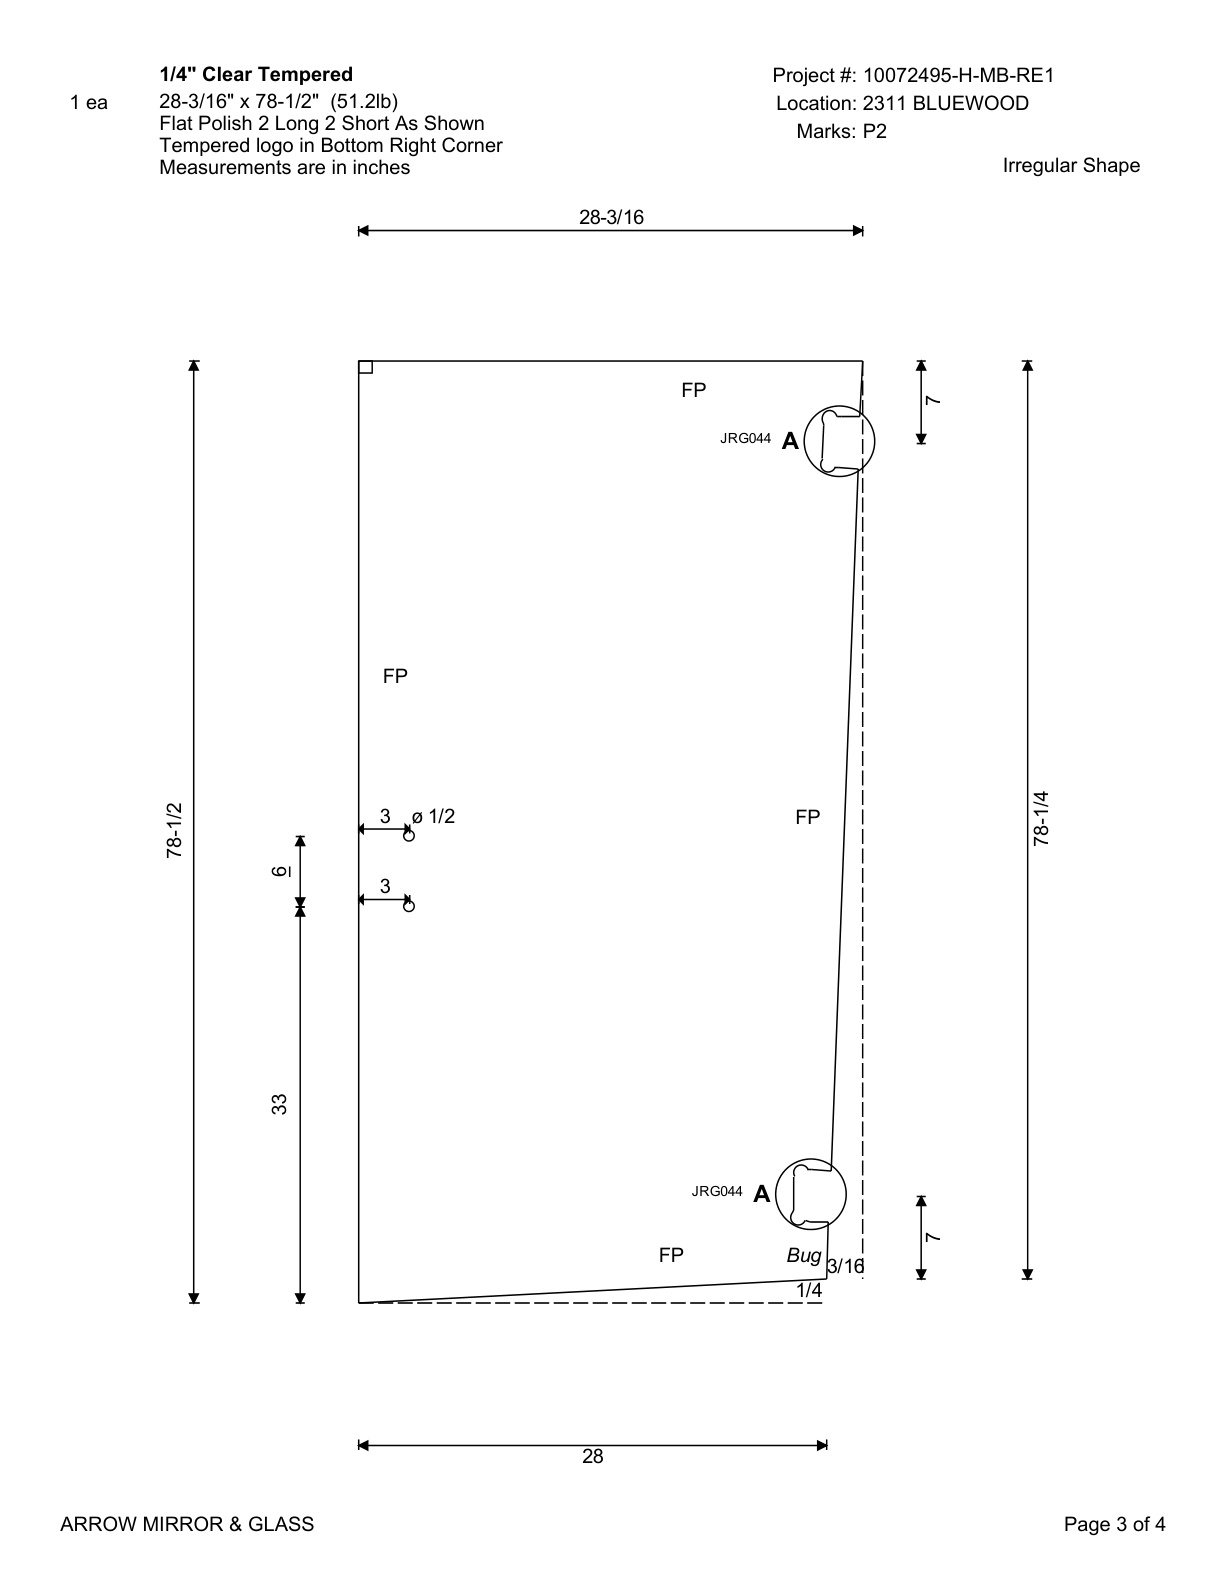 1/4" Clear Tempered
1 ea
28-3/16" x 78-1/2" (51.2lb)
Flat Polish 2 Long 2 Short As Shown
Tempered logo in Bottom Right Corner
Measurements are in inches
Project #: 10072495-H-MB-RE1
Location: 2311 BLUEWOOD
Marks: P2
Irregular Shape
28-3/16
FP
7
JRG044 A
FP
78-1/2
3
ø 1/2
FP
78-1/4
6
3
33
JRG044 A
7
FP
Bug
3/16
1/4
28
ARROW MIRROR & GLASS
Page 3 of 4